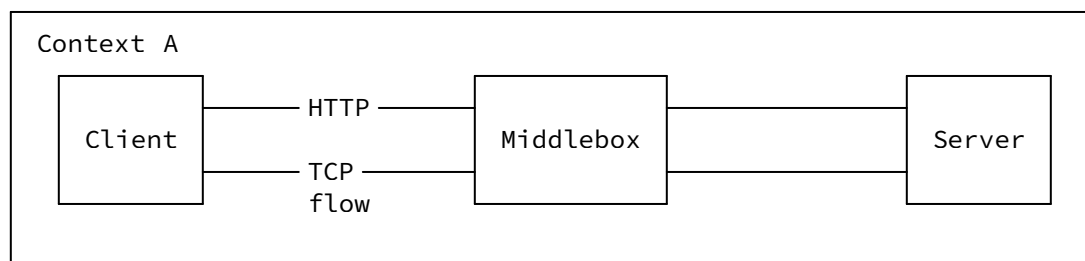 Context A
HTTP
Client
Middlebox
Server
TCP
flow